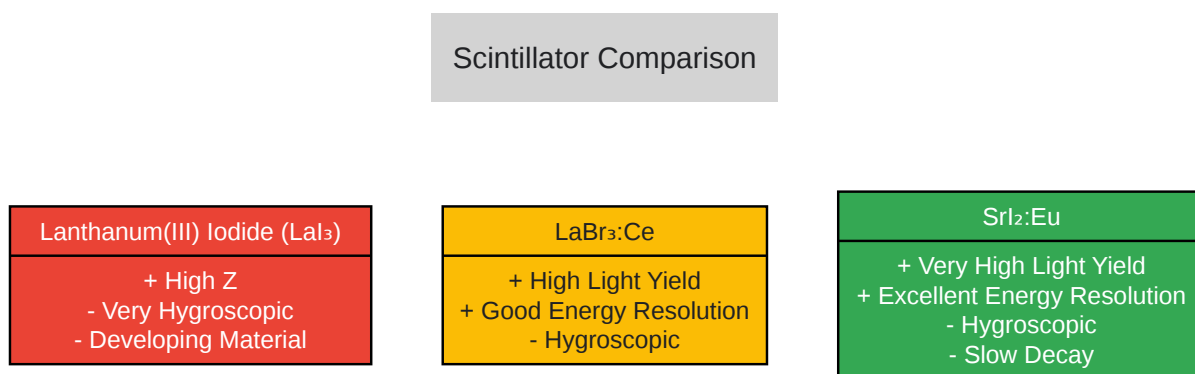 Scintillator Comparison
Lanthanum(III) Iodide (LaI₃)
+ High Z
- Very Hygroscopic
- Developing Material
LaBr₃:Ce
+ High Light Yield
+ Good Energy Resolution
- Hygroscopic
SrI₂:Eu
+ Very High Light Yield
+ Excellent Energy Resolution
- Hygroscopic
- Slow Decay